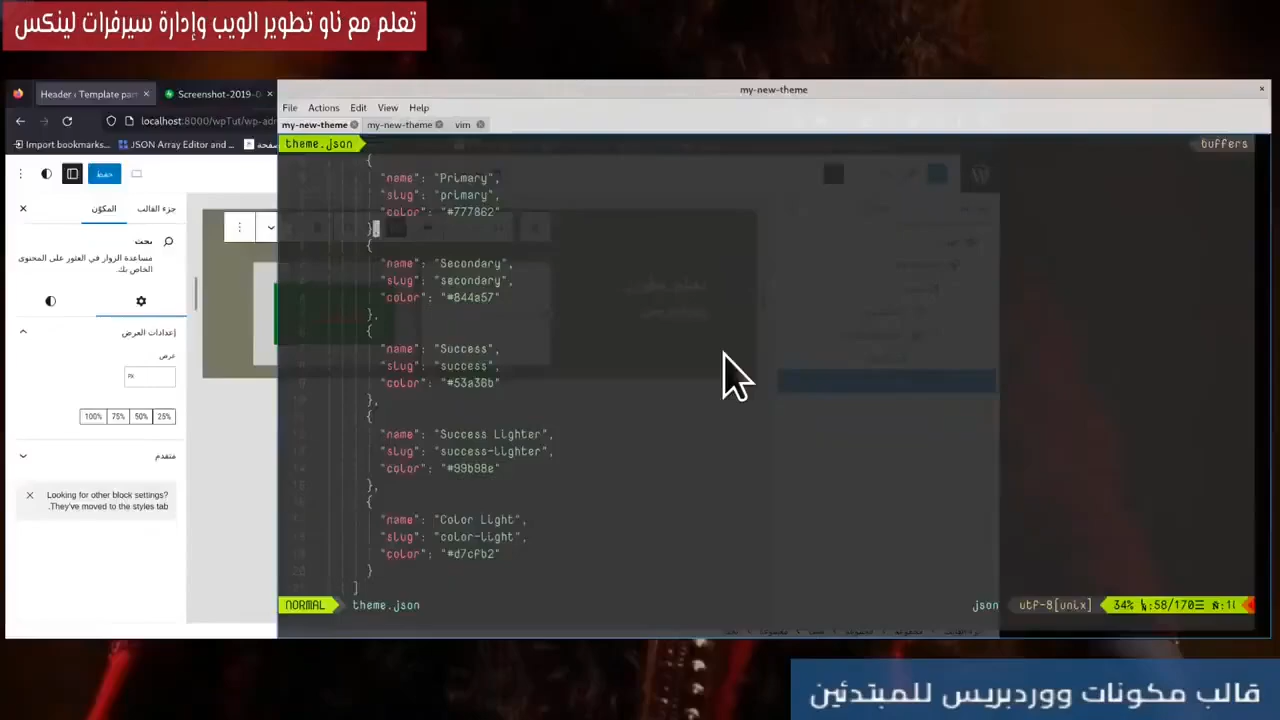 تعلم مع ناو تطوير الويب وإدارة سيرفرات لينكس
my-new-theme
Header ‹ Template par
Screenshot-2019-0
File Actions Edit View Help
localhost:8000/wpTut/wp-adm
my-new-theme
my-new-theme
vim
Import bookmarks...
JSON Array Editor and ...
theme.json
buffers
حفظ
{
"name": "Primary",
"slug": "primary",
"color": "#777862"
},
{
"name": "Secondary",
"slug": "secondary",
"color": "#844a57"
},
{
"name": "Success",
"slug": "success",
"color": "#53a36b"
},
{
"name": "Success Lighter",
"slug": "success-lighter",
"color": "#99b98e"
},
{
"name": "Color Light",
"slug": "color-light",
"color": "#d7cfb2"
}
]
NORMAL theme.json
json utf-8[unix] 34% 58/170
جزء القالب
المكوّن
بحث
مساعدة الزوار في العثور على المحتوى
الخاص بك.
إعدادات العرض
عرض
PX
100% 75% 50% 25%
متقدم
Looking for other block settings?
They've moved to the styles tab.
قالب مكونات ووردبريس للمبتدئين